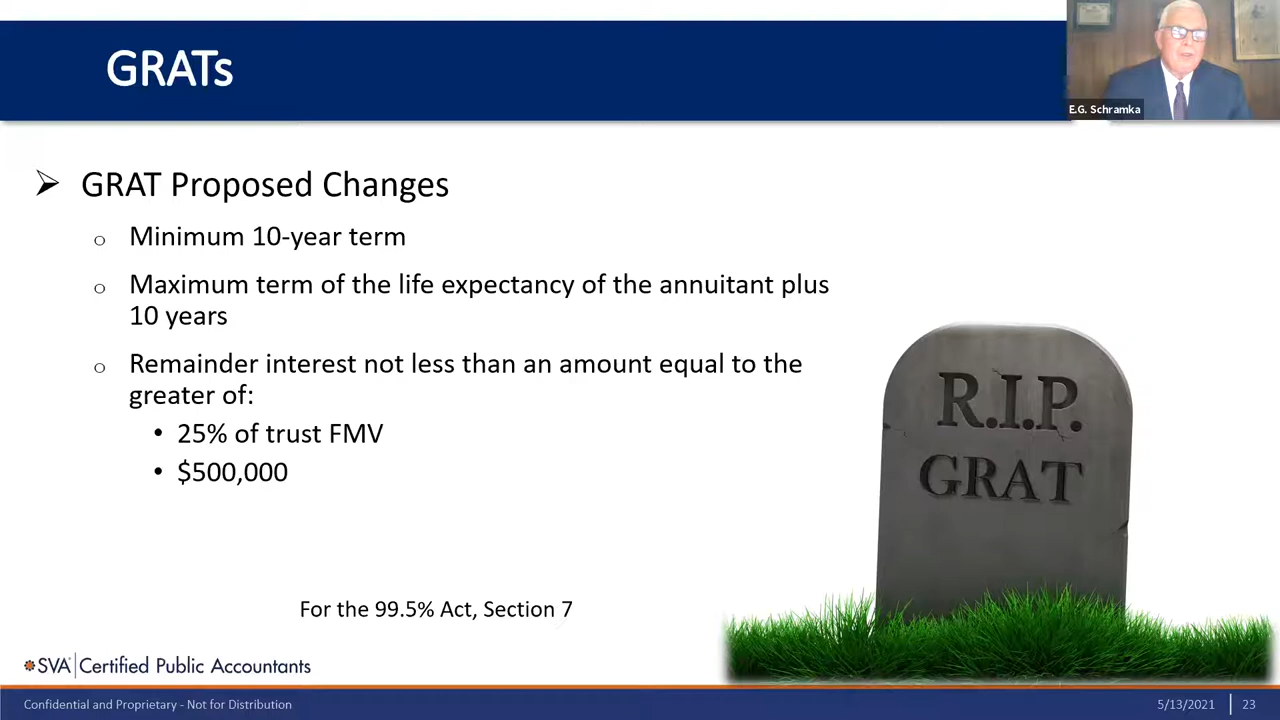 GRATs
E.G. Schramka
➢ GRAT Proposed Changes
o Minimum 10-year term
o Maximum term of the life expectancy of the annuitant plus
10 years
o Remainder interest not less than an amount equal to the
greater of:
• 25% of trust FMV
• $500,000
R.I.P.
GRAT
For the 99.5% Act, Section 7
SVA Certified Public Accountants
Confidential and Proprietary - Not for Distribution
5/13/2021 23